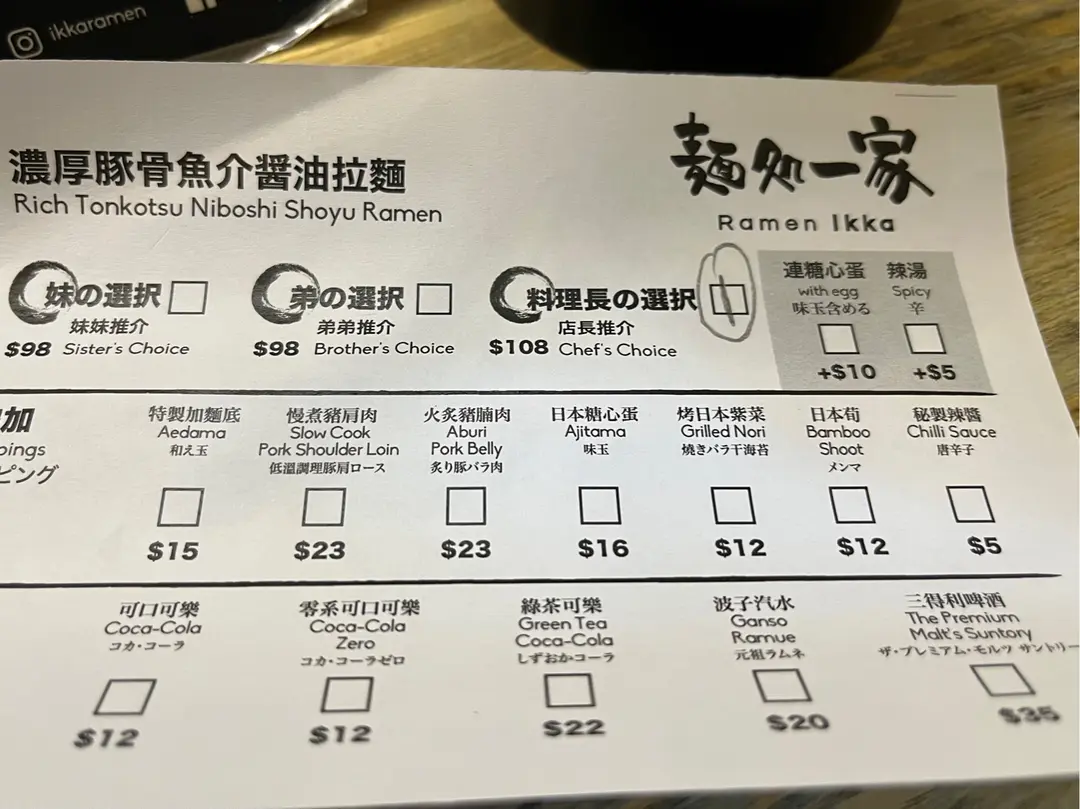 ikkaramen
麺処一家
Ramen Ikka
濃厚豚骨魚介醤油拉麵
Rich Tonkotsu Niboshi Shoyu Ramen
妹の選択
妹妹推介
$98 Sister's Choice
弟の選択
弟弟推介
$98 Brother's Choice
料理長の選択
店長推介
$108 Chef's Choice
連糖心蛋
with egg
味玉含める
+$10
辣湯
Spicy
辛
+$5
加
pings
ピング
特製加麵底
Aedama
和え玉
$15
慢煮豬肩肉
Slow Cook
Pork Shoulder Loin
低溫調理豚肩ロース
$23
火炙豬腩肉
Aburi
Pork Belly
炙り豚バラ肉
$23
日本糖心蛋
Ajitama
味玉
$16
烤日本紫菜
Grilled Nori
燒きバラ干海苔
$12
日本荀
Bamboo
Shoot
メンマ
$12
秘製辣醬
Chilli Sauce
唐辛子
$5
可口可樂
Coca-Cola
コカ・コーラ
$12
零系可口可樂
Coca-Cola
Zero
コカ・コーラゼロ
$12
綠茶可樂
Green Tea
Coca-Cola
しずおかコーラ
$22
波子汽水
Ganso
Ramue
元祖ラムネ
$20
三得利啤酒
The Premium
Malt's Suntory
ザ・プレミアム・モルツ サントリー
$35